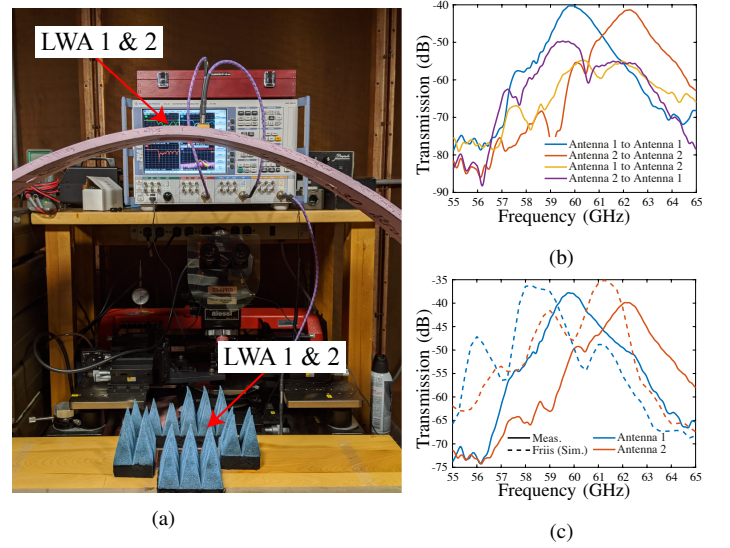 LWA 1 & 2
LWA 1 & 2
(a)
-40
-50
-60
-70
-80
-90
Transmission (dB)
Antenna 1 to Antenna 1
Antenna 2 to Antenna 2
Antenna 1 to Antenna 2
Antenna 2 to Antenna 1
55 56 57 58 59 60 61 62 63 64 65
Frequency (GHz)
(b)
-35
-40
-45
-50
-55
-60
-65
-70
-75
Transmission (dB)
Meas. Antenna 1
Friis (Sim.) Antenna 2
55 56 57 58 59 60 61 62 63 64 65
Frequency (GHz)
(c)